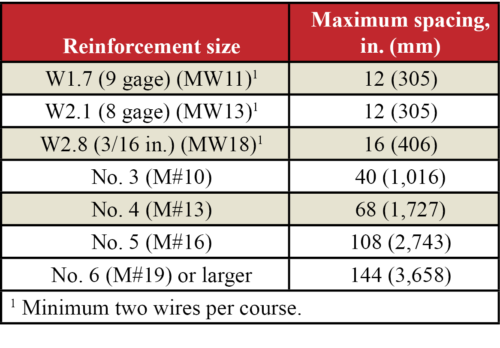 Reinforcement size
Maximum spacing,
in. (mm)
W1.7 (9 gage) (MW11)¹ 12 (305)
W2.1 (8 gage) (MW13)¹ 12 (305)
W2.8 (3/16 in.) (MW18)¹ 16 (406)
No. 3 (M#10) 40 (1,016)
No. 4 (M#13) 68 (1,727)
No. 5 (M#16) 108 (2,743)
No. 6 (M#19) or larger 144 (3,658)
¹ Minimum two wires per course.